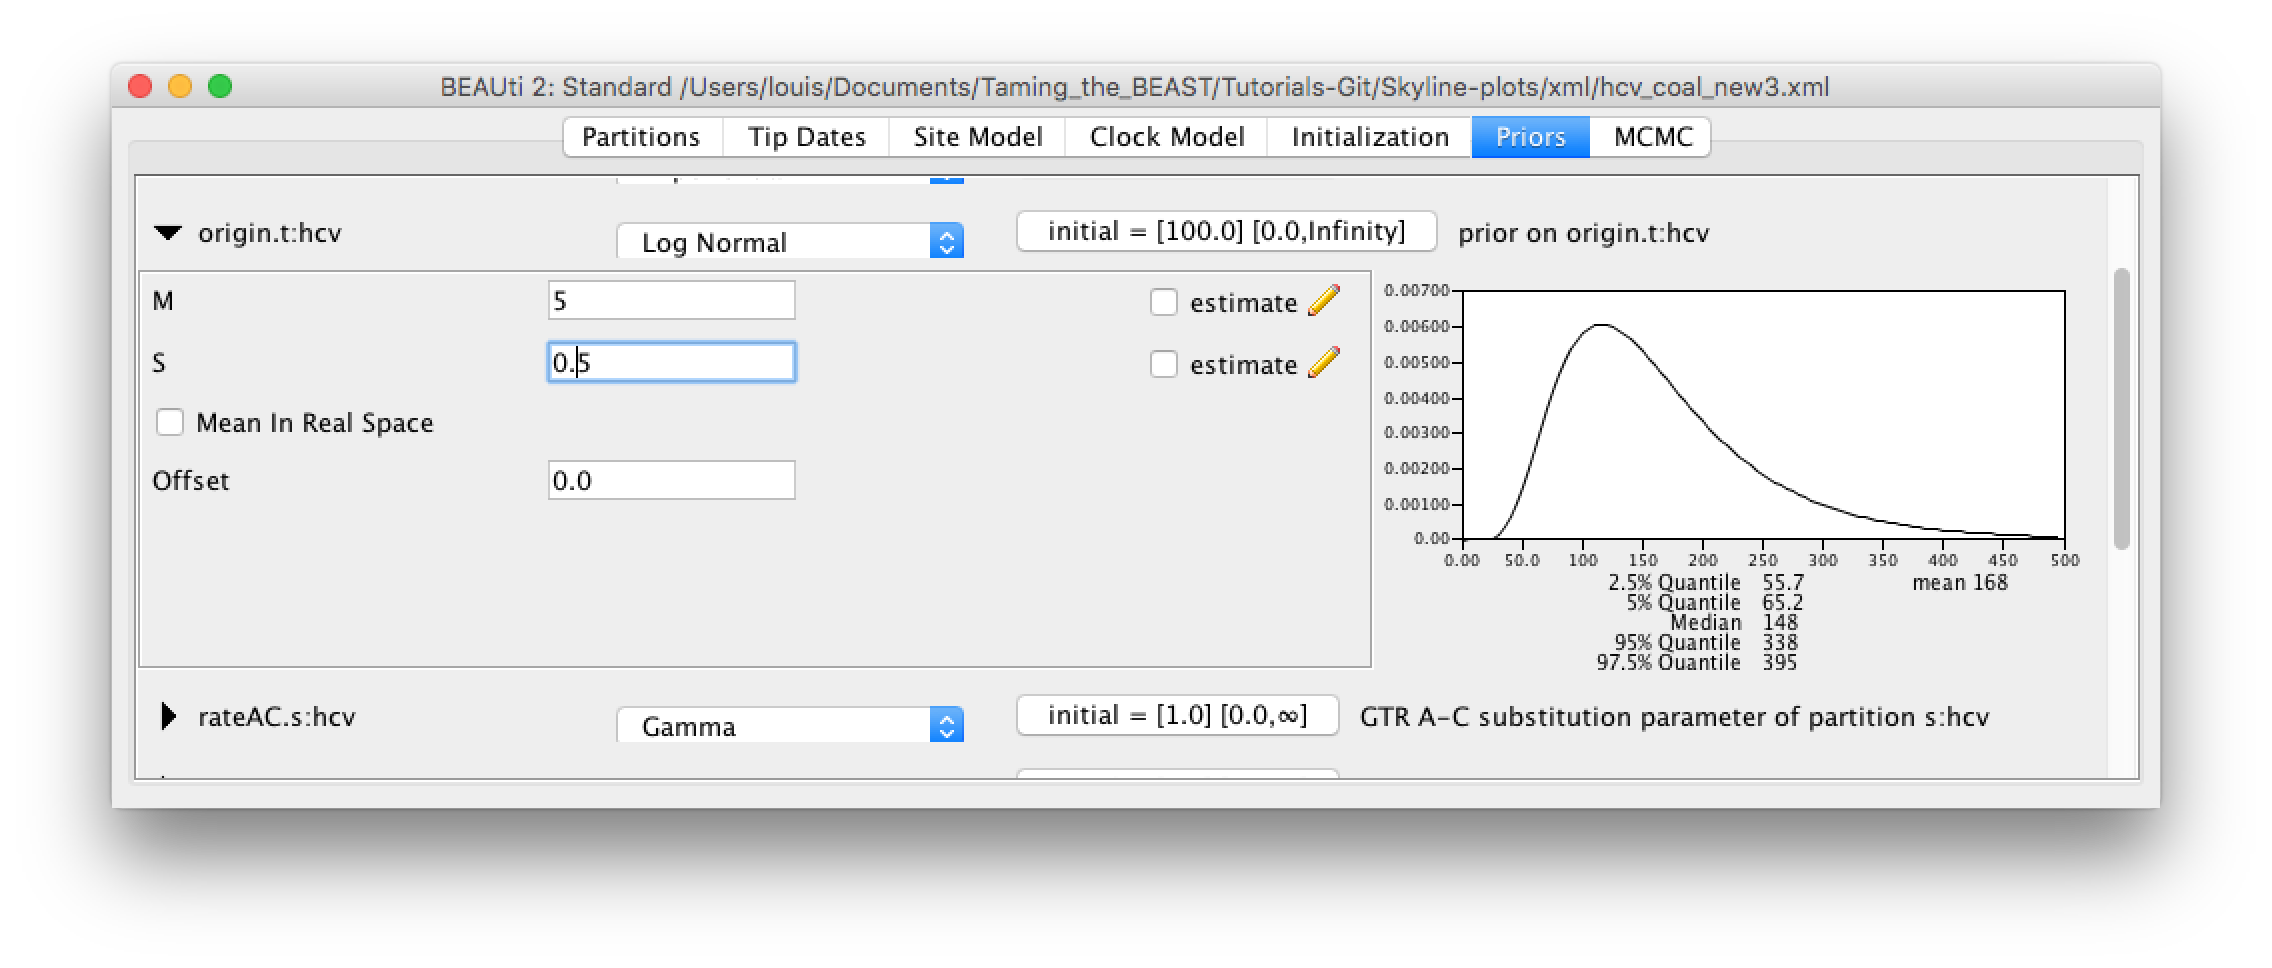 BEAUti 2: Standard /Users/louis/Documents/Taming_the_BEAST/Tutorials-Git/Skyline-plots/xml/hcv_coal_new3.xml
Partitions Tip Dates Site Model Clock Model Initialization Priors MCMC
origin.t:hcv Log Normal initial = [100.0] [0.0,Infinity] prior on origin.t:hcv
M 5 estimate
S 0.5 estimate
Mean In Real Space
Offset 0.0
0.00700
0.00600
0.00500
0.00400
0.00300
0.00200
0.00100
0.00
0.00 50.0 100 150 200 250 300 350 400 450 500
2.5% Quantile 55.7 mean 168
5% Quantile 65.2
Median 148
95% Quantile 338
97.5% Quantile 395
rateAC.s:hcv Gamma initial = [1.0] [0.0,∞] GTR A-C substitution parameter of partition s:hcv